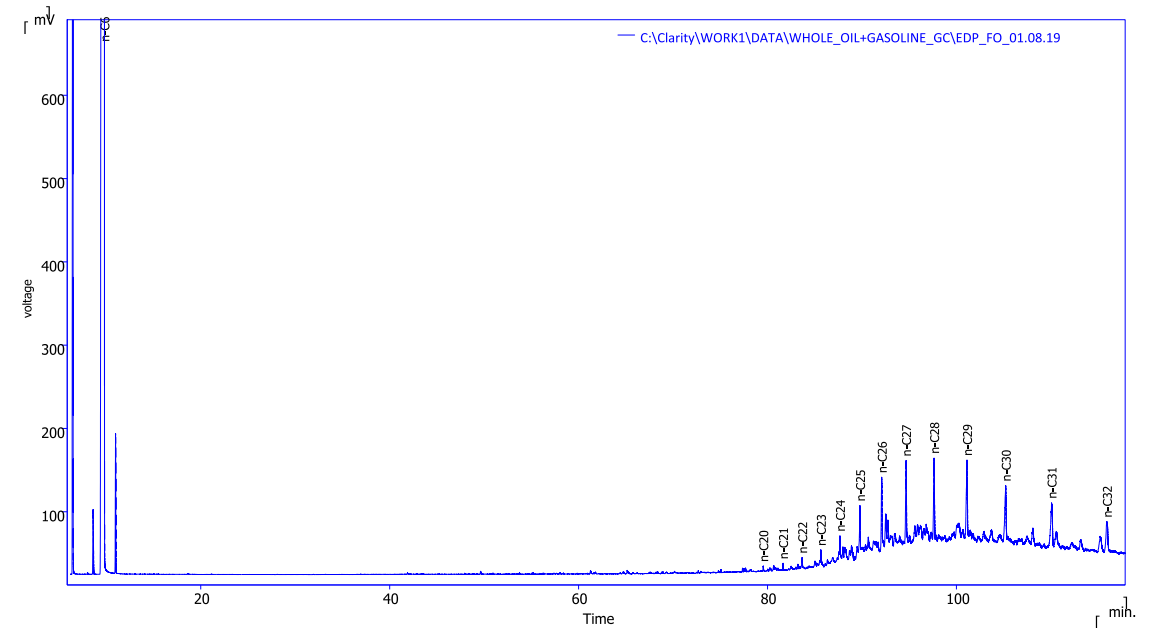 mV
n-C6
C:\Clarity\WORK1\DATA\WHOLE_OIL+GASOLINE_GC\EDP_FO_01.08.19
600
500
400
voltage
300
200
100
n-C20
n-C21
n-C22
n-C23
n-C24
n-C25
n-C26
n-C27
n-C28
n-C29
n-C30
n-C31
n-C32
20
40
60
80
100
Time
min.